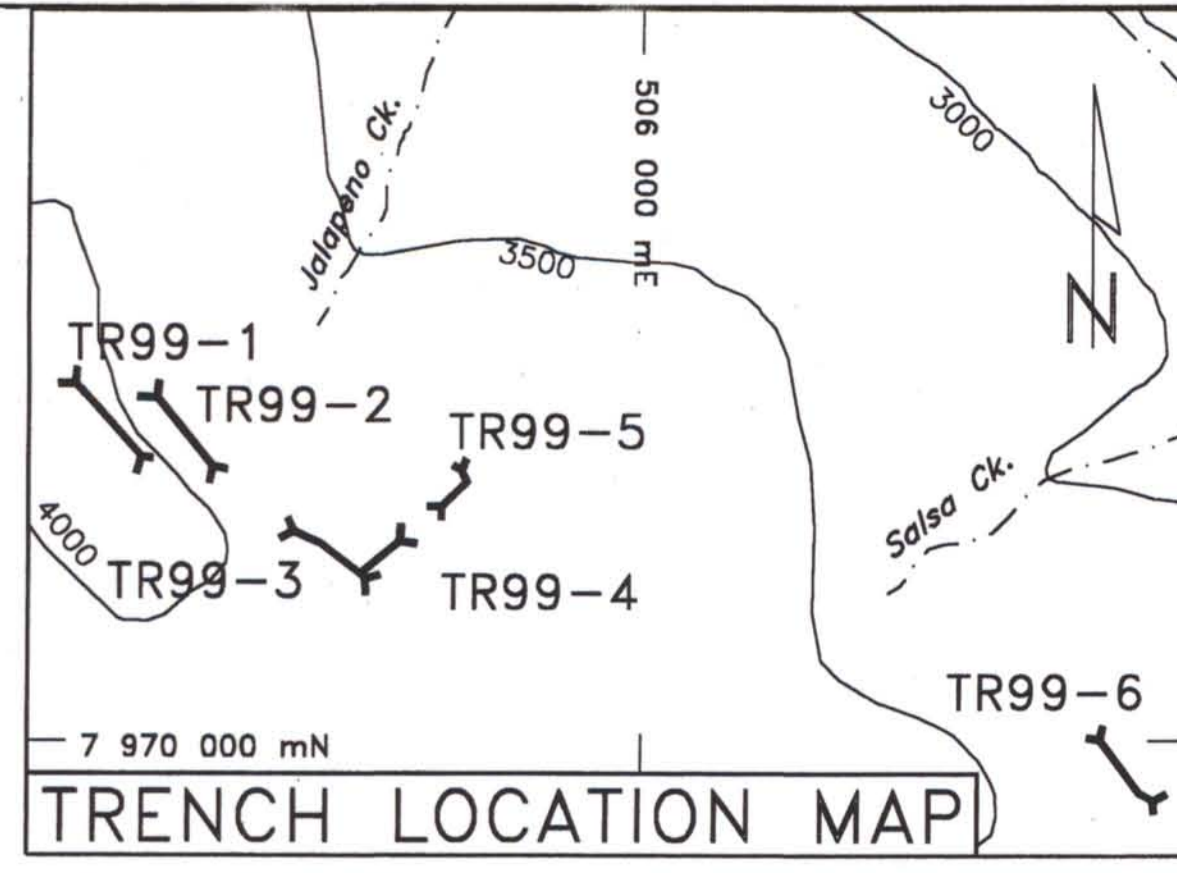 506 000 mE
3000
Jalapeno Ck.
3500
N
TR99-1
TR99-2
TR99-5
Salsa Ck.
4000
TR99-3
TR99-4
TR99-6
7 970 000 mN
TRENCH LOCATION MAP